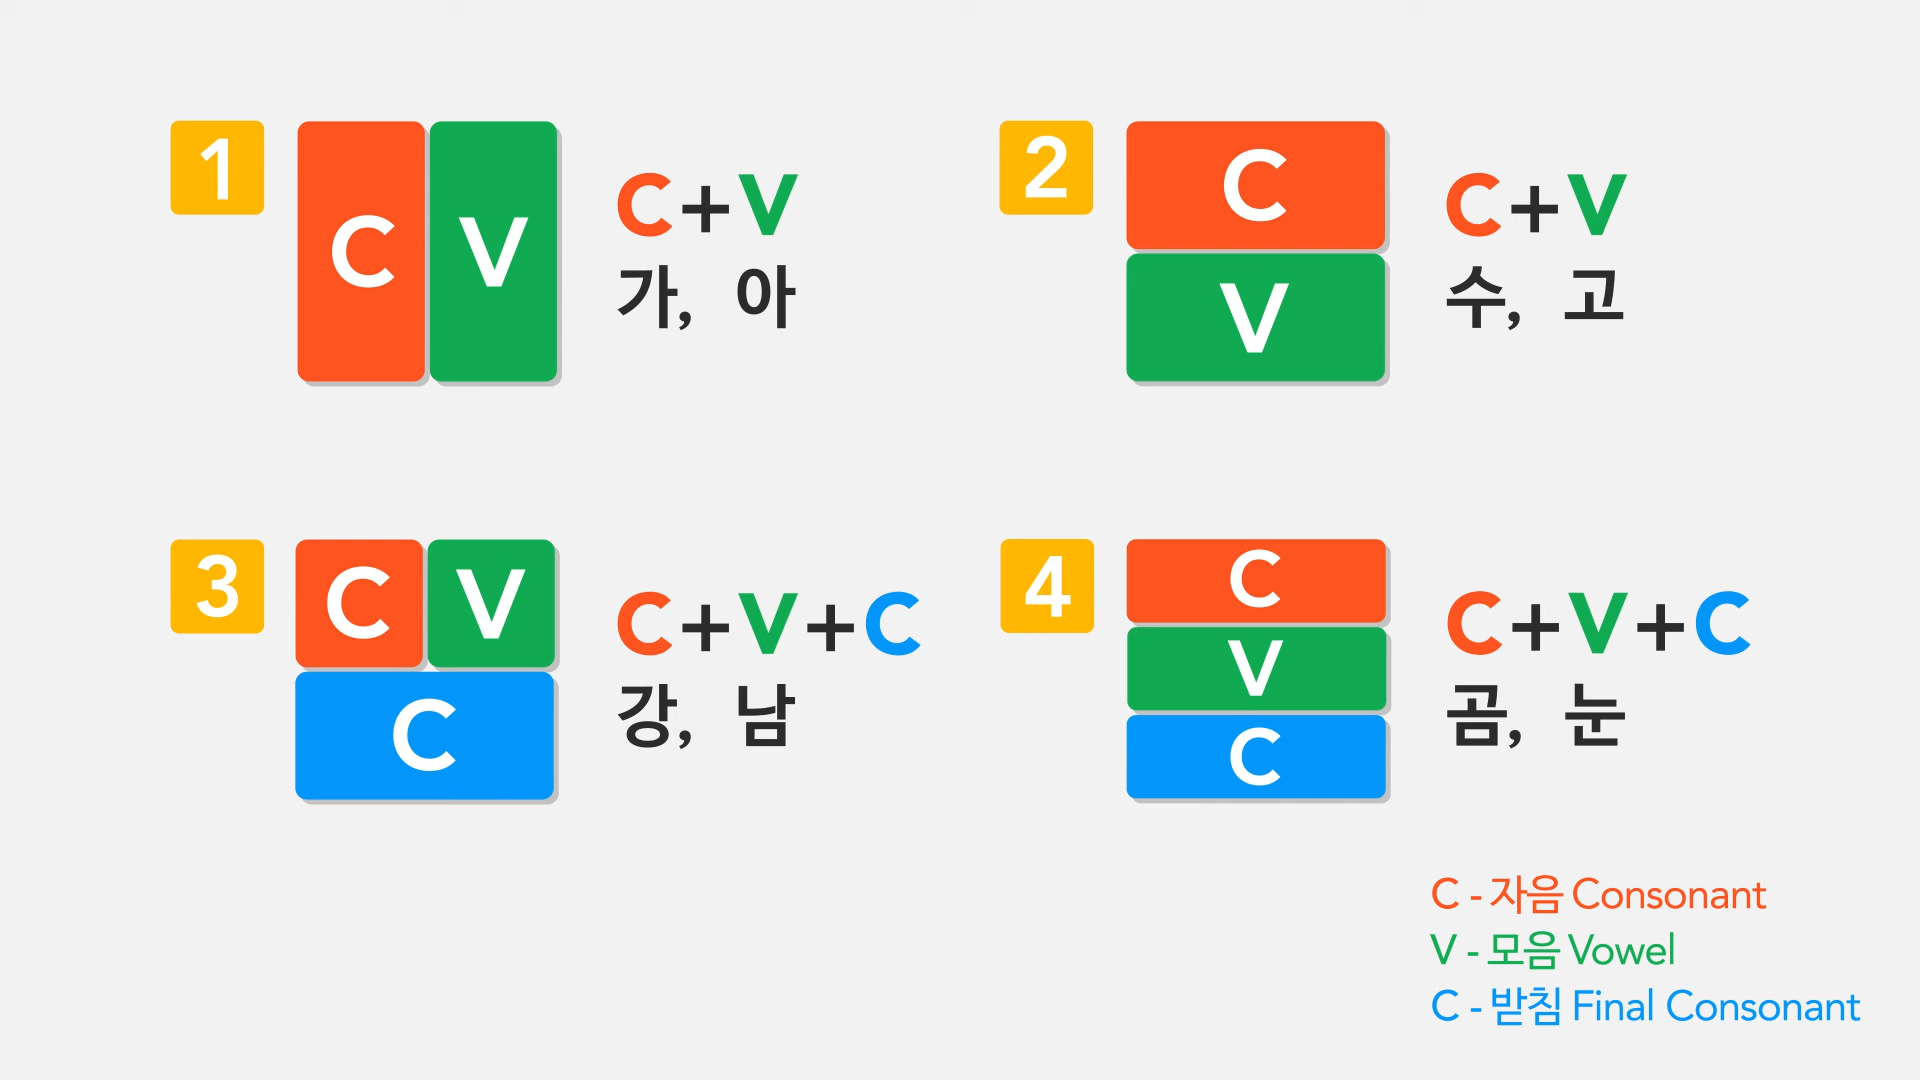 1
C V
C+V
가, 아
2
C
V
C+V
수, 고
3
C V
C
C+V+C
강, 남
4
C
V
C
C+V+C
곰, 눈
C - 자음 Consonant
V - 모음 Vowel
C - 받침 Final Consonant